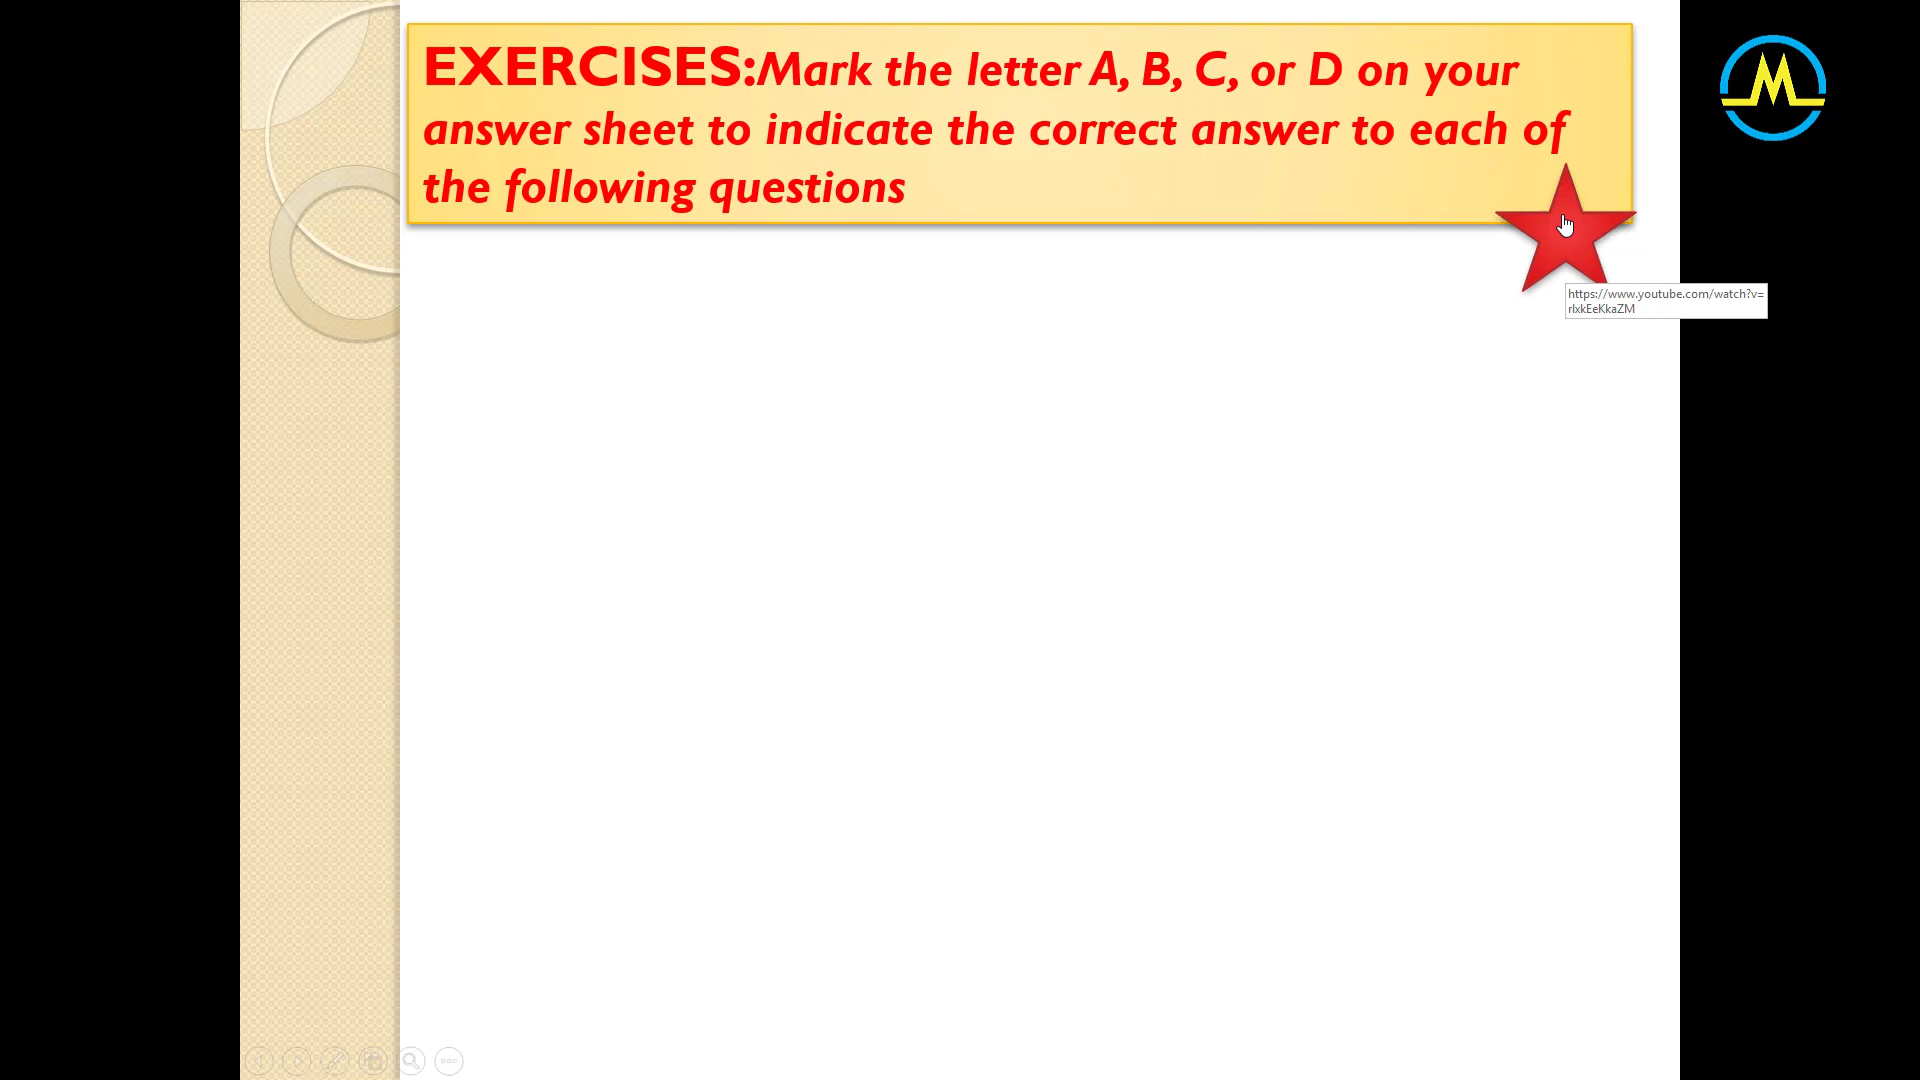 EXERCISES:Mark the letter A, B, C, or D on your
answer sheet to indicate the correct answer to each of
the following questions
https://www.youtube.com/watch?v=
rlxkEeKkaZM